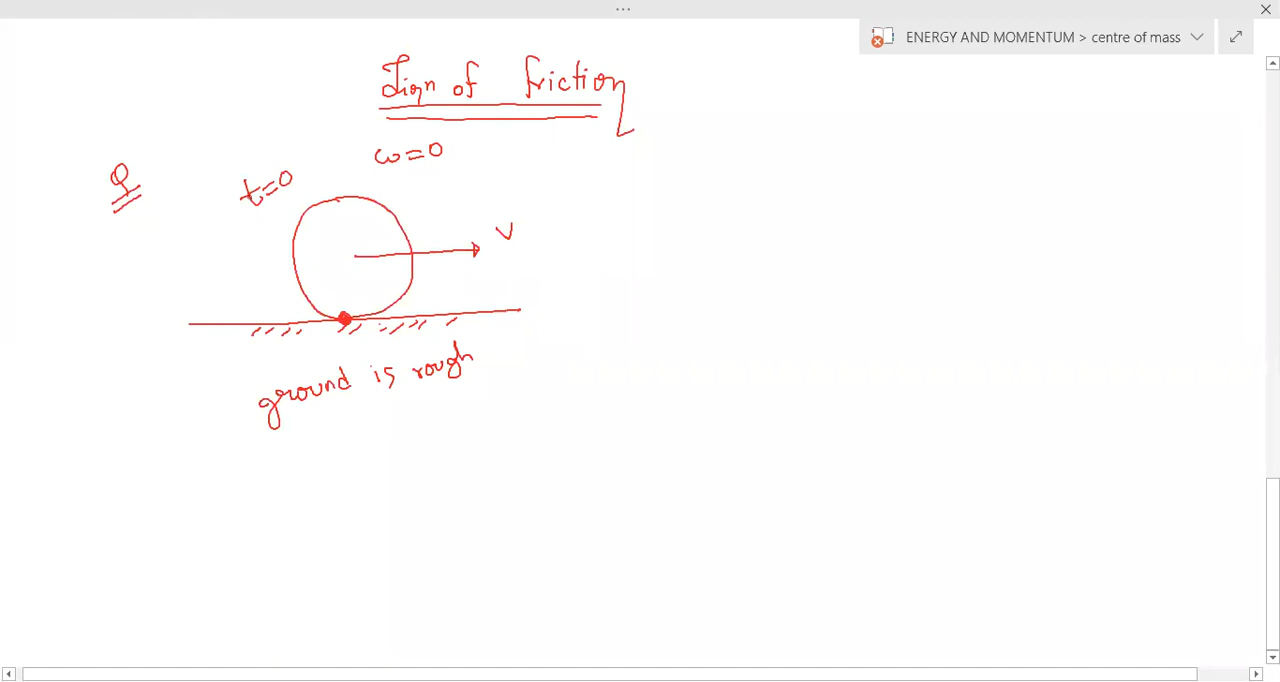 ENERGY AND MOMENTUM > centre of mass
Sign of friction
ω=0
Q
t=0
V
ground is rough